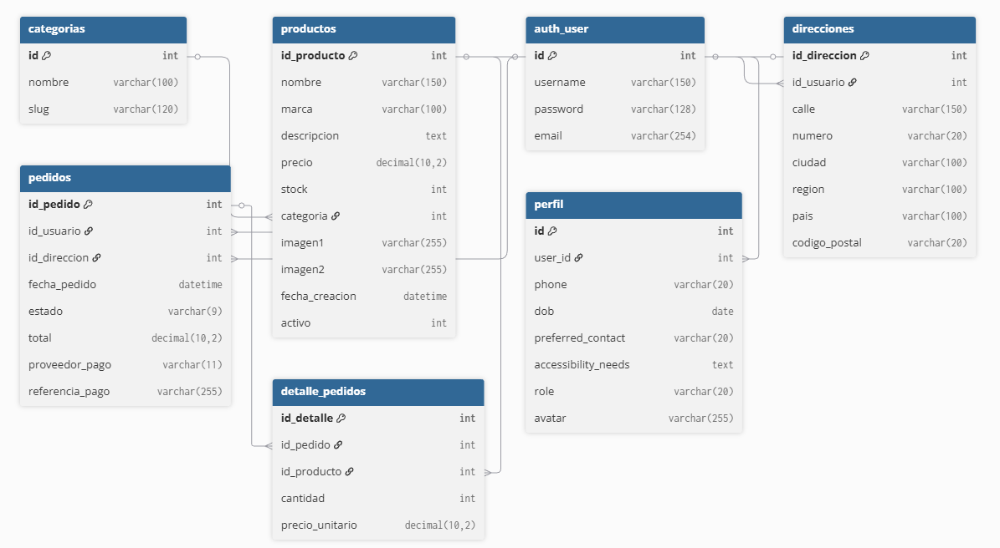 categorias
id int
nombre varchar(100)
slug varchar(120)
pedidos
id_pedido int
id_usuario int
id_direccion int
fecha_pedido datetime
estado varchar(9)
total decimal(10,2)
proveedor_pago varchar(11)
referencia_pago varchar(255)
productos
id_producto int
nombre varchar(150)
marca varchar(100)
descripcion text
precio decimal(10,2)
stock int
categoria int
imagen1 varchar(255)
imagen2 varchar(255)
fecha_creacion datetime
activo int
detalle_pedidos
id_detalle int
id_pedido int
id_producto int
cantidad int
precio_unitario decimal(10,2)
auth_user
id int
username varchar(150)
password varchar(128)
email varchar(254)
perfil
id int
user_id int
phone varchar(20)
dob date
preferred_contact varchar(20)
accessibility_needs text
role varchar(20)
avatar varchar(255)
direcciones
id_direccion int
id_usuario int
calle varchar(150)
numero varchar(20)
ciudad varchar(100)
region varchar(100)
pais varchar(100)
codigo_postal varchar(20)